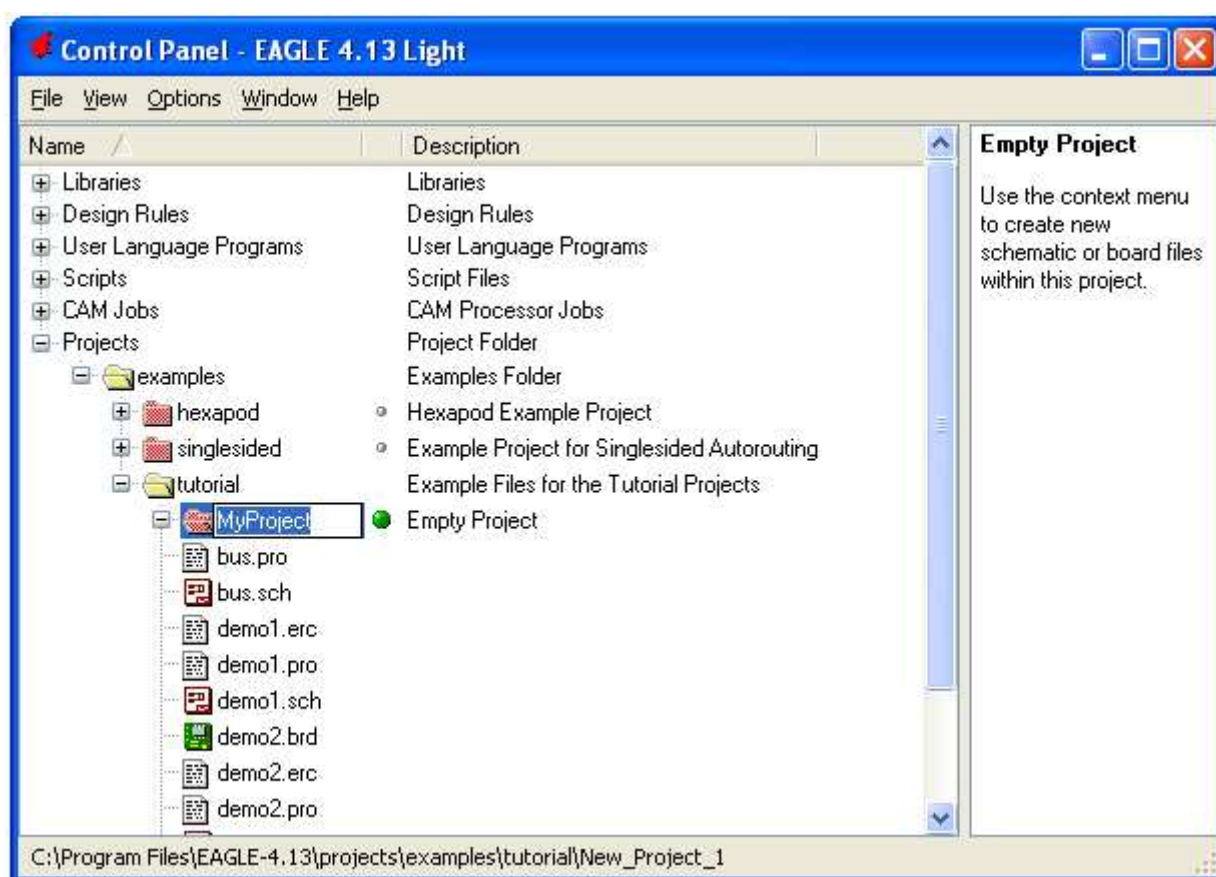 Control Panel - EAGLE 4.13 Light
File View Options Window Help
Name Description
Libraries Libraries
Design Rules Design Rules
User Language Programs User Language Programs
Scripts Script Files
CAM Jobs CAM Processor Jobs
Projects Project Folder
examples Examples Folder
hexapod Hexapod Example Project
singlesided Example Project for Singlesided Autorouting
tutorial Example Files for the Tutorial Projects
MyProject Empty Project
bus.pro
bus.sch
demo1.erc
demo1.pro
demo1.sch
demo2.brd
demo2.erc
demo2.pro
Empty Project
Use the context menu
to create new
schematic or board files
within this project.
C:\Program Files\EAGLE-4.13\projects\examples\tutorial\New_Project_1